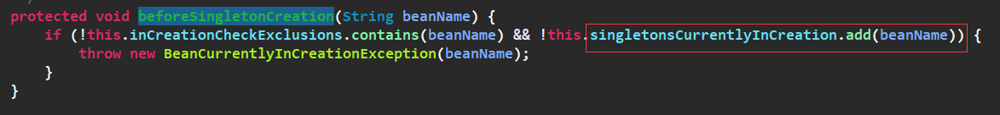 protected void beforeSingletonCreation(String beanName) {
if (!this.inCreationCheckExclusions.contains(beanName) && !this.singletonsCurrentlyInCreation.add(beanName)) {
throw new BeanCurrentlyInCreationException(beanName);
}
}